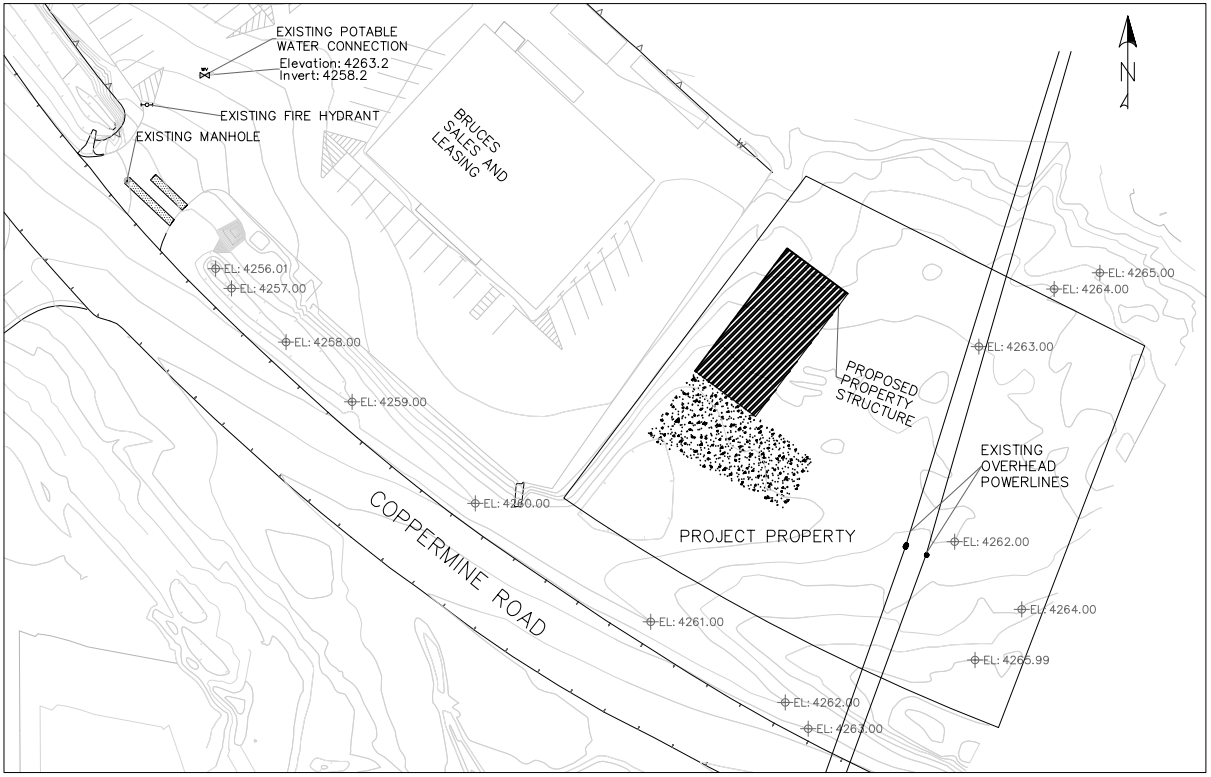 EXISTING POTABLE
WATER CONNECTION
Elevation: 4263.2
Invert: 4258.2
EXISTING FIRE HYDRANT
EXISTING MANHOLE
BRUCES
SALES AND
LEASING
N
EL: 4256.01
EL: 4257.00
EL: 4258.00
EL: 4259.00
EL: 4260.00
EL: 4265.00
EL: 4264.00
EL: 4263.00
PROPOSED
PROPERTY
STRUCTURE
EXISTING
OVERHEAD
POWERLINES
COPPERMINE ROAD
PROJECT PROPERTY
EL: 4262.00
EL: 4264.00
EL: 4261.00
EL: 4265.99
EL: 4262.00
EL: 4263.00